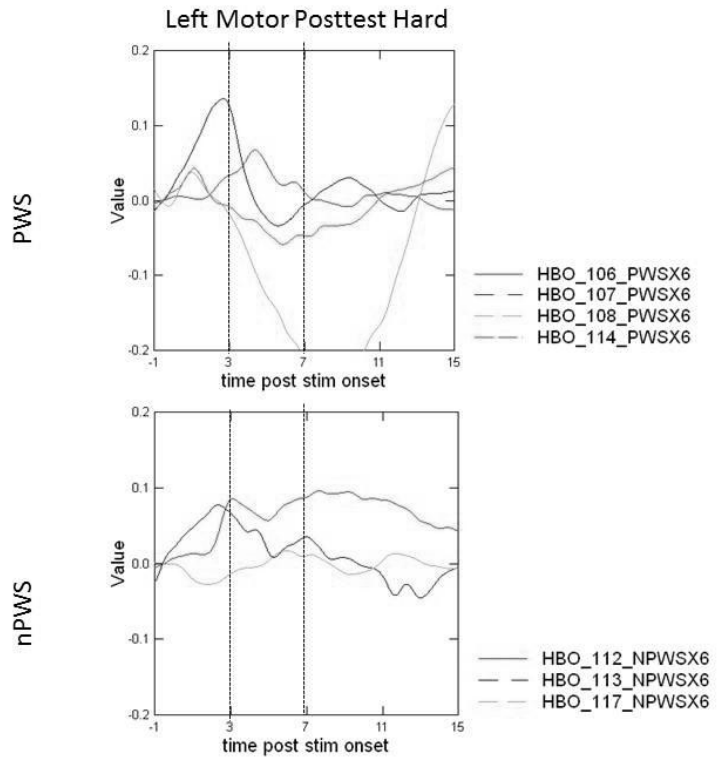 Left Motor Posttest Hard
PWS
Value
0.2
0.1
0.0
-0.1
-0.2
-1 3 7 11 15
time post stim onset
HBO_106_PWSX6
HBO_107_PWSX6
HBO_108_PWSX6
HBO_114_PWSX6
nPWS
Value
0.2
0.1
0.0
-0.1
-0.2
-1 3 7 11 15
time post stim onset
HBO_112_NPWSX6
HBO_113_NPWSX6
HBO_117_NPWSX6